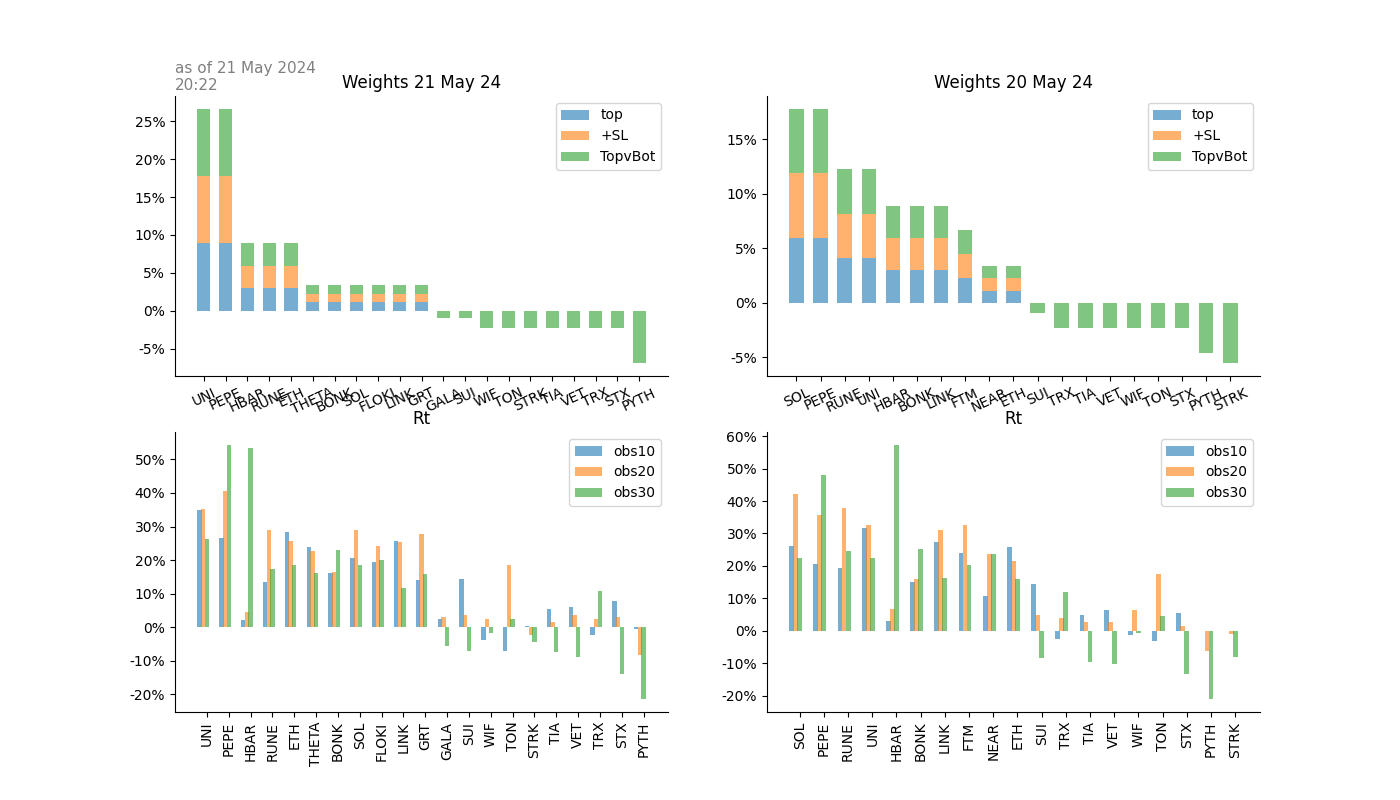 as of 21 May 2024
20:22
Weights 21 May 24
25%
20%
15%
10%
5%
0%
-5%
top
+SL
TopvBot
UNI PEPE HBAR RUNE ETH THETA BONK SOL FLOKI LINK GRT GALA SUI WIF TON STRK TIA VET TRX STX PYTH
Weights 20 May 24
15%
10%
5%
0%
-5%
top
+SL
TopvBot
SOL PEPE RUNE UNI HBAR BONK LINK FTM NEAR ETH SUI TRX TIA VET WIF TON STX PYTH STRK
Rt
50%
40%
30%
20%
10%
0%
-10%
-20%
obs10
obs20
obs30
UNI PEPE HBAR RUNE ETH THETA BONK SOL FLOKI LINK GRT GALA SUI WIF TON STRK TIA VET TRX STX PYTH
Rt
60%
50%
40%
30%
20%
10%
0%
-10%
-20%
obs10
obs20
obs30
SOL PEPE RUNE UNI HBAR BONK LINK FTM NEAR ETH SUI TRX TIA VET WIF TON STX PYTH STRK